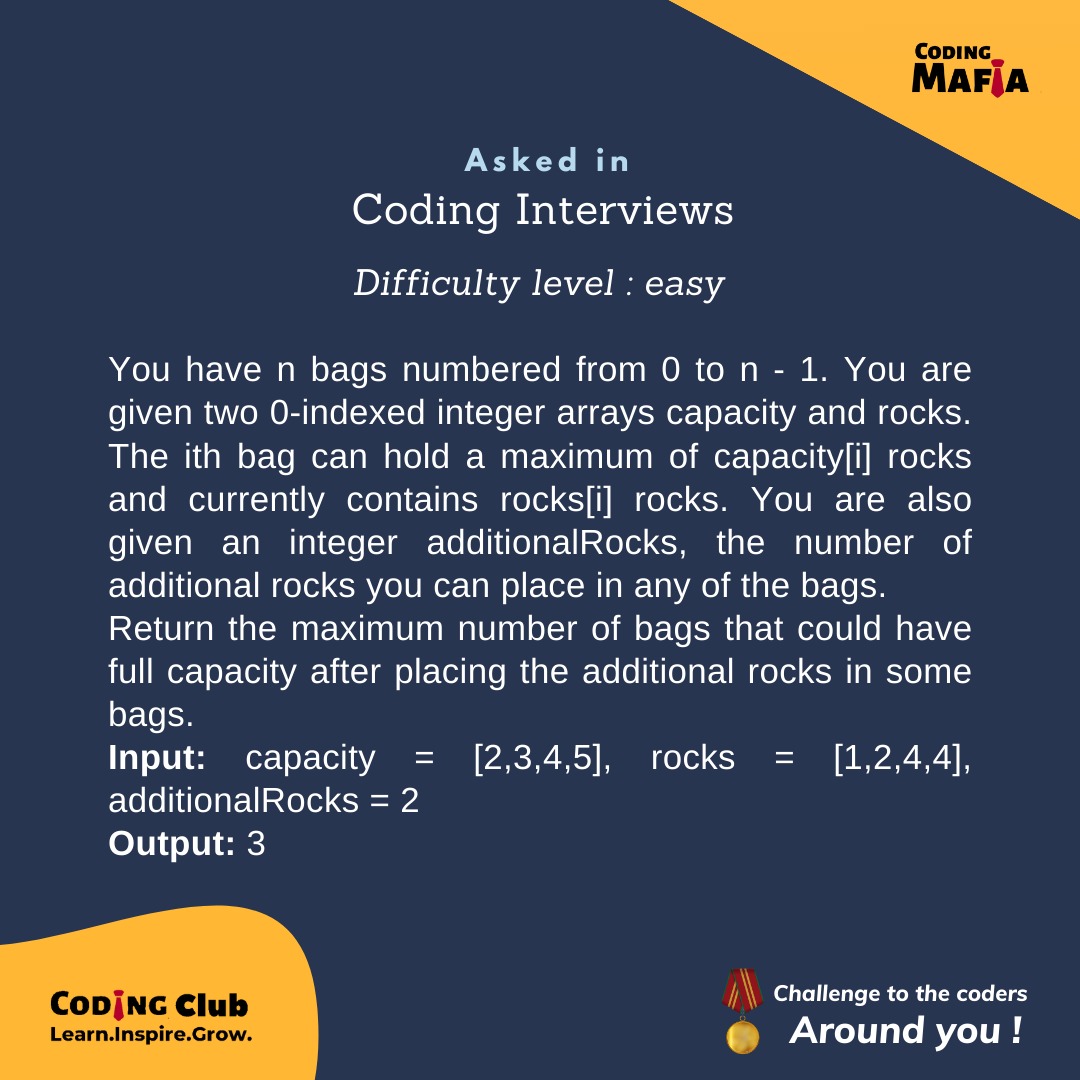 CODING
MAFIA
Asked in
Coding Interviews
Difficulty level : easy
You have n bags numbered from 0 to n - 1. You are
given two 0-indexed integer arrays capacity and rocks.
The ith bag can hold a maximum of capacity[i] rocks
and currently contains rocks[i] rocks. You are also
given an integer additionalRocks, the number of
additional rocks you can place in any of the bags.
Return the maximum number of bags that could have
full capacity after placing the additional rocks in some
bags.
Input: capacity = [2,3,4,5], rocks = [1,2,4,4],
additionalRocks = 2
Output: 3
CODING Club
Learn.Inspire.Grow.
Challenge to the coders
Around you !